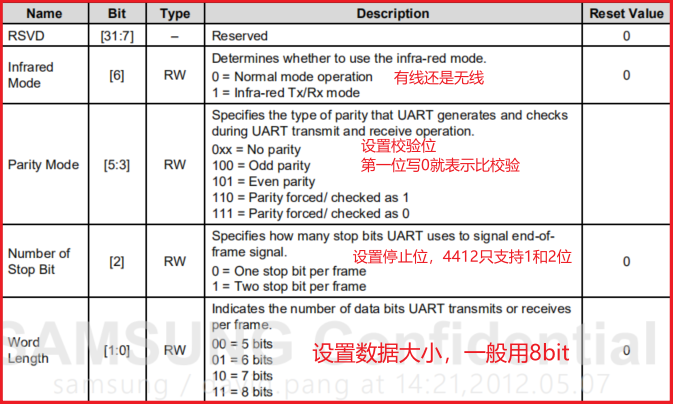 Name Bit Type Description Reset Value
RSVD [31:7] – Reserved 0
Infrared Mode [6] RW Determines whether to use the infra-red mode. 0
0 = Normal mode operation 有线还是无线
1 = Infra-red Tx/Rx mode
Parity Mode [5:3] RW Specifies the type of parity that UART generates and checks
during UART transmit and receive operation.
0xx = No parity 设置校验位
100 = Odd parity 第一位写0就表示比校验
101 = Even parity
110 = Parity forced/ checked as 1
111 = Parity forced/ checked as 0
Number of Stop Bit [2] RW Specifies how many stop bits UART uses to signal end-of-
frame signal. 0
设置停止位，4412只支持1和2位
0 = One stop bit per frame
1 = Two stop bit per frame
Word Length [1:0] RW Indicates the number of data bits UART transmits or receives
per frame. 0
00 = 5 bits
01 = 6 bits 设置数据大小，一般用8bit
10 = 7 bits
11 = 8 bits
SAMSUNG Confidential
pang at 14:21,2012.05.07
samsung /